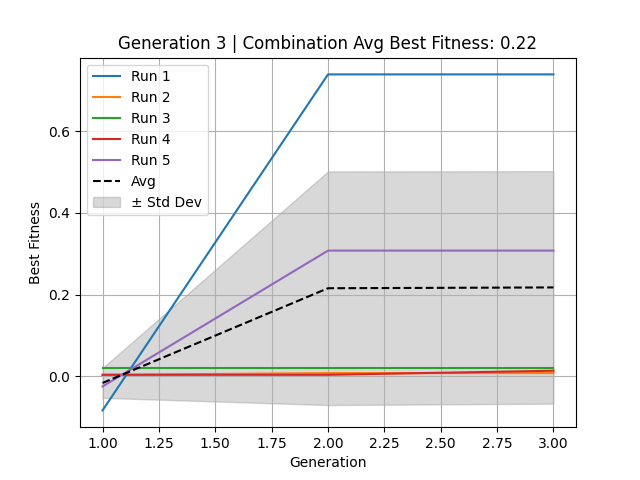 Generation 3 | Combination Avg Best Fitness: 0.22
Run 1
Run 2
Run 3
Run 4
Run 5
Avg
± Std Dev
Best Fitness
0.6
0.4
0.2
0.0
1.00 1.25 1.50 1.75 2.00 2.25 2.50 2.75 3.00
Generation